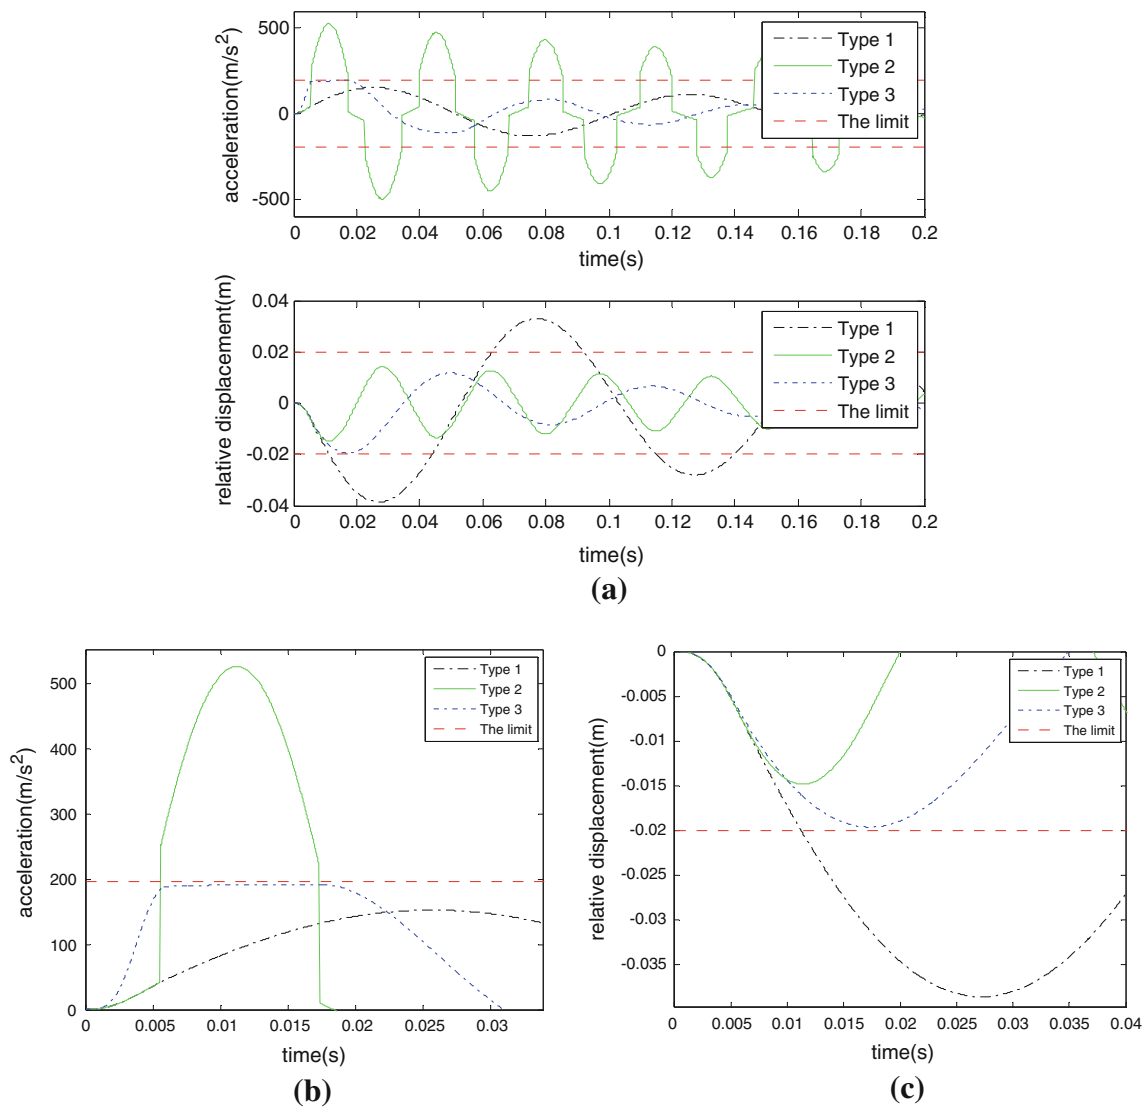 acceleration(m/s²)
500
0
-500
0 0.02 0.04 0.06 0.08 0.1 0.12 0.14 0.16 0.18 0.2
time(s)
Type 1
Type 2
Type 3
The limit
relative displacement(m)
0.04
0.02
0
-0.02
-0.04
0 0.02 0.04 0.06 0.08 0.1 0.12 0.14 0.16 0.18 0.2
time(s)
Type 1
Type 2
Type 3
The limit
(a)
acceleration(m/s²)
500
400
300
200
100
0
0 0.005 0.01 0.015 0.02 0.025 0.03
time(s)
Type 1
Type 2
Type 3
The limit
(b)
relative displacement(m)
0
-0.005
-0.01
-0.015
-0.02
-0.025
-0.03
-0.035
0 0.005 0.01 0.015 0.02 0.025 0.03 0.035 0.04
time(s)
Type 1
Type 2
Type 3
The limit
(c)